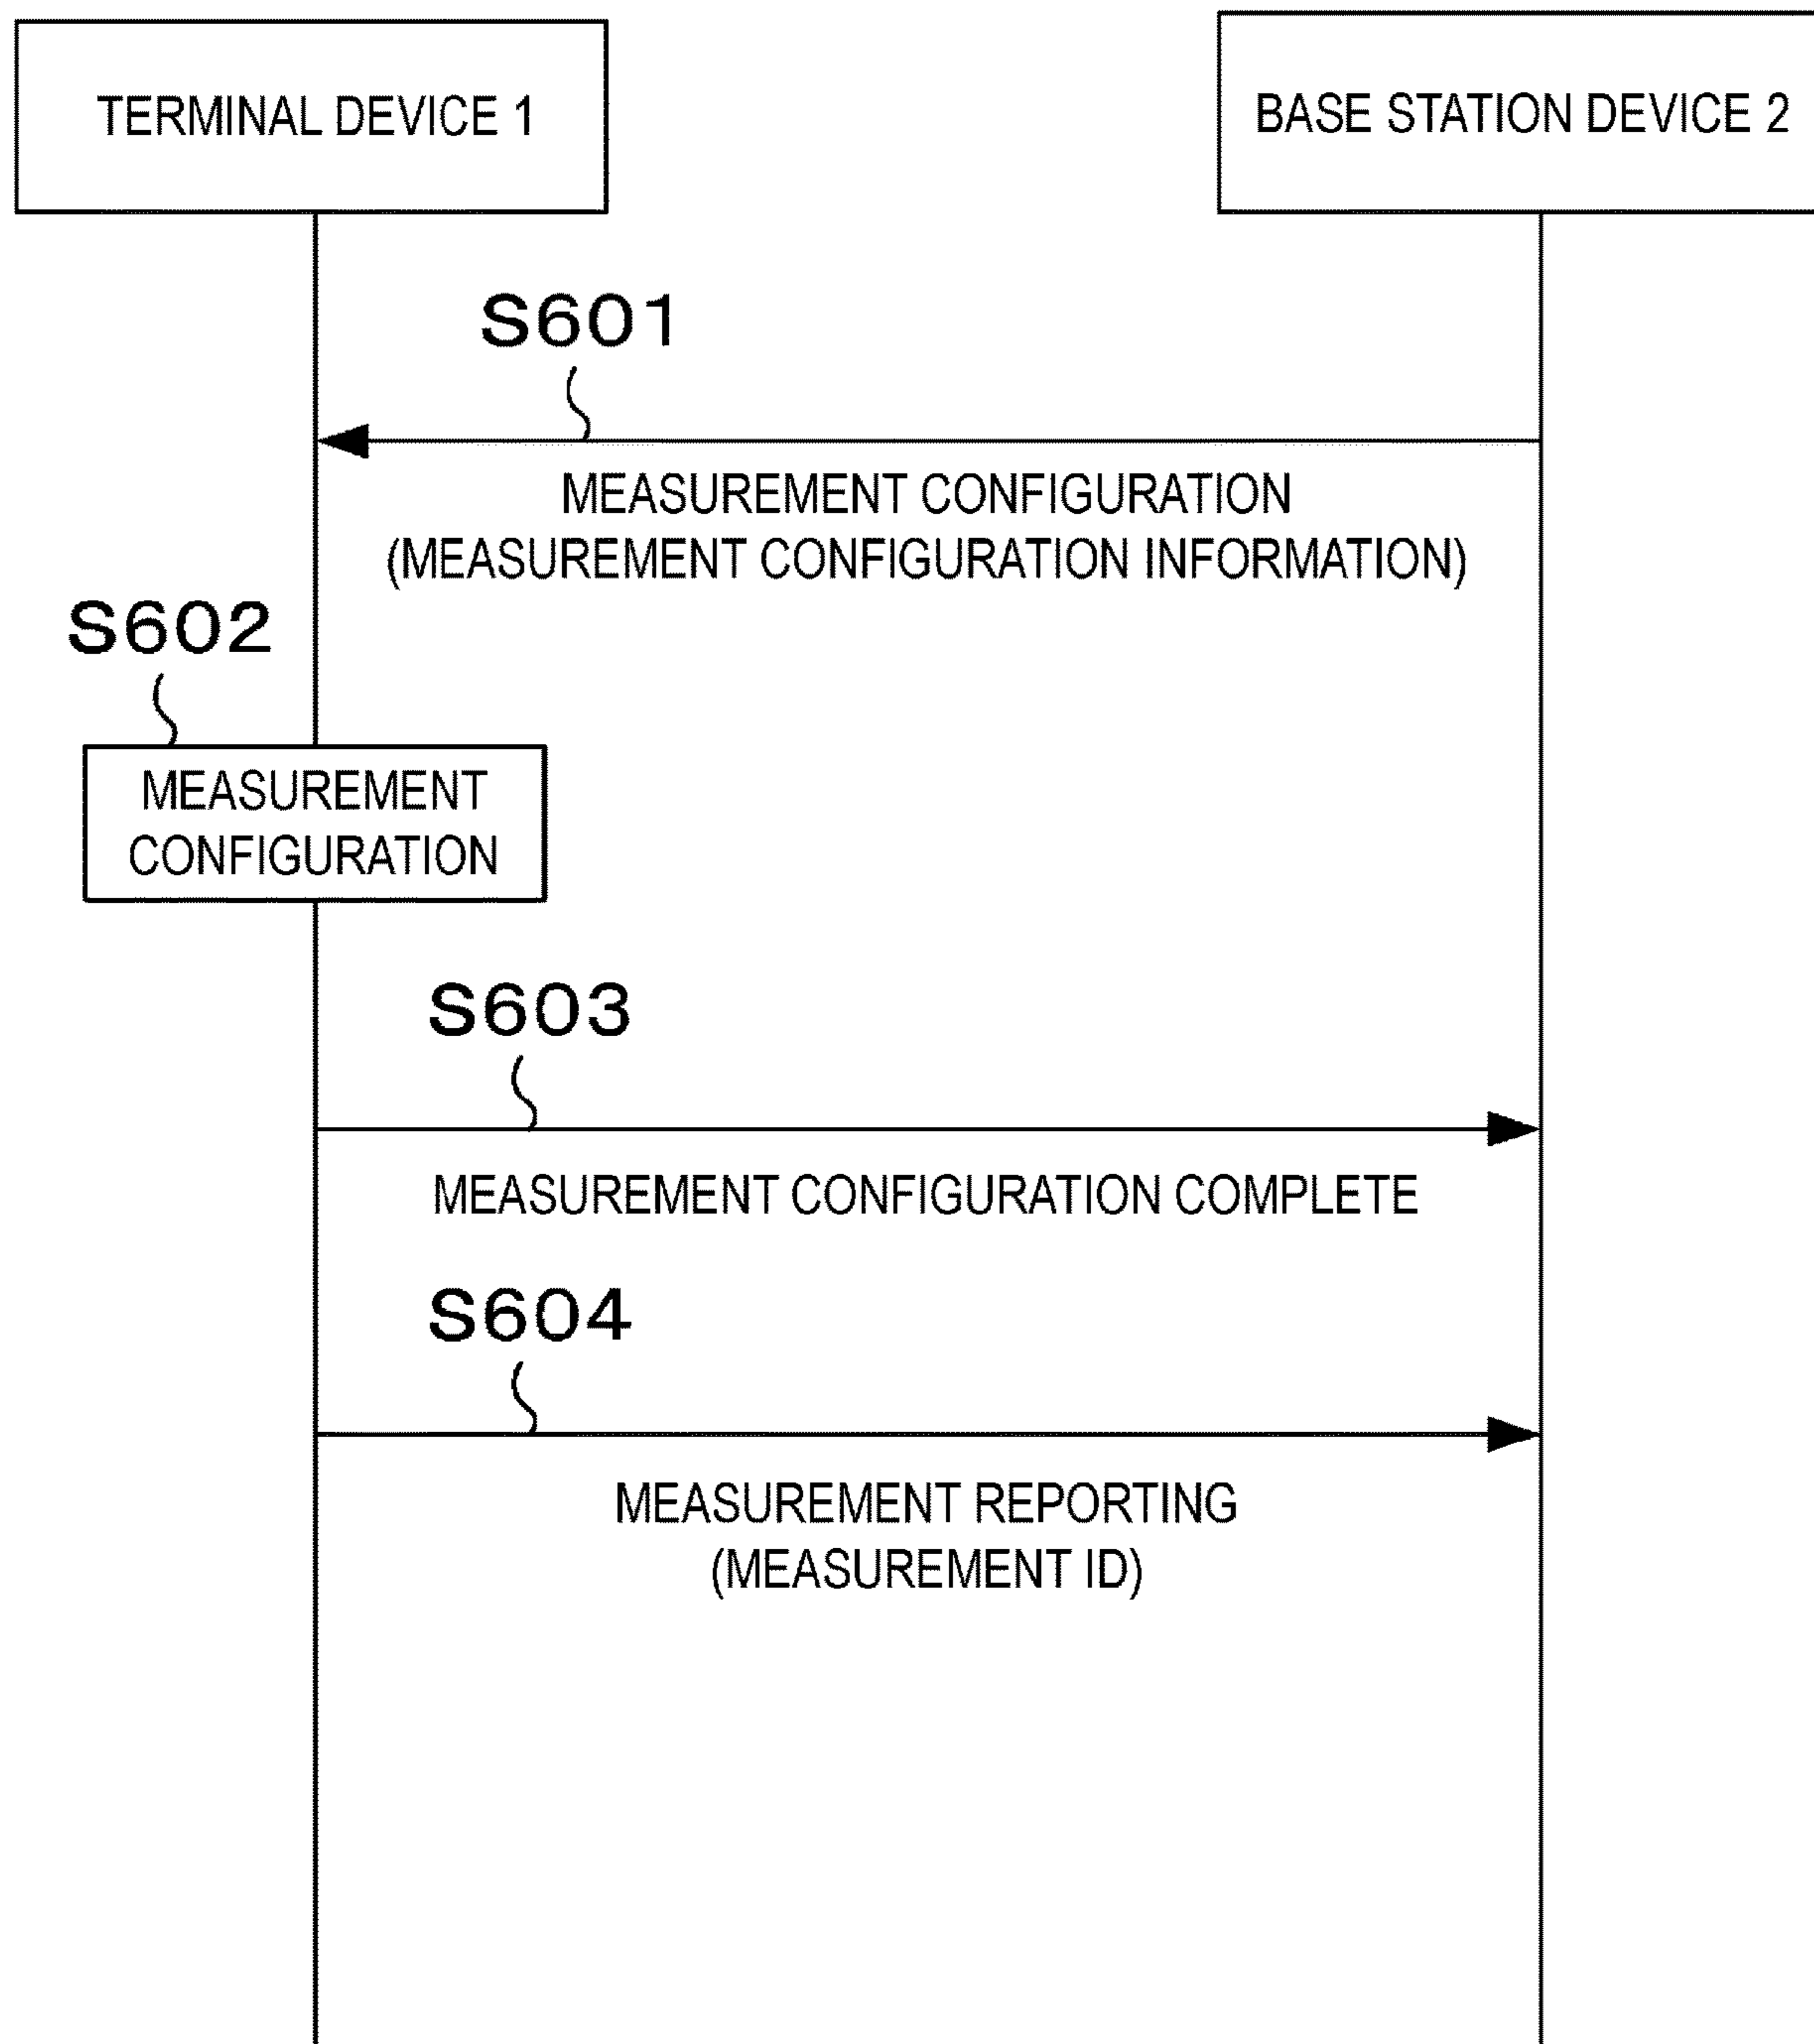 TERMINAL DEVICE 1
BASE STATION DEVICE 2
S601
MEASUREMENT CONFIGURATION
(MEASUREMENT CONFIGURATION INFORMATION)
S602
MEASUREMENT
CONFIGURATION
S603
MEASUREMENT CONFIGURATION COMPLETE
S604
MEASUREMENT REPORTING
(MEASUREMENT ID)